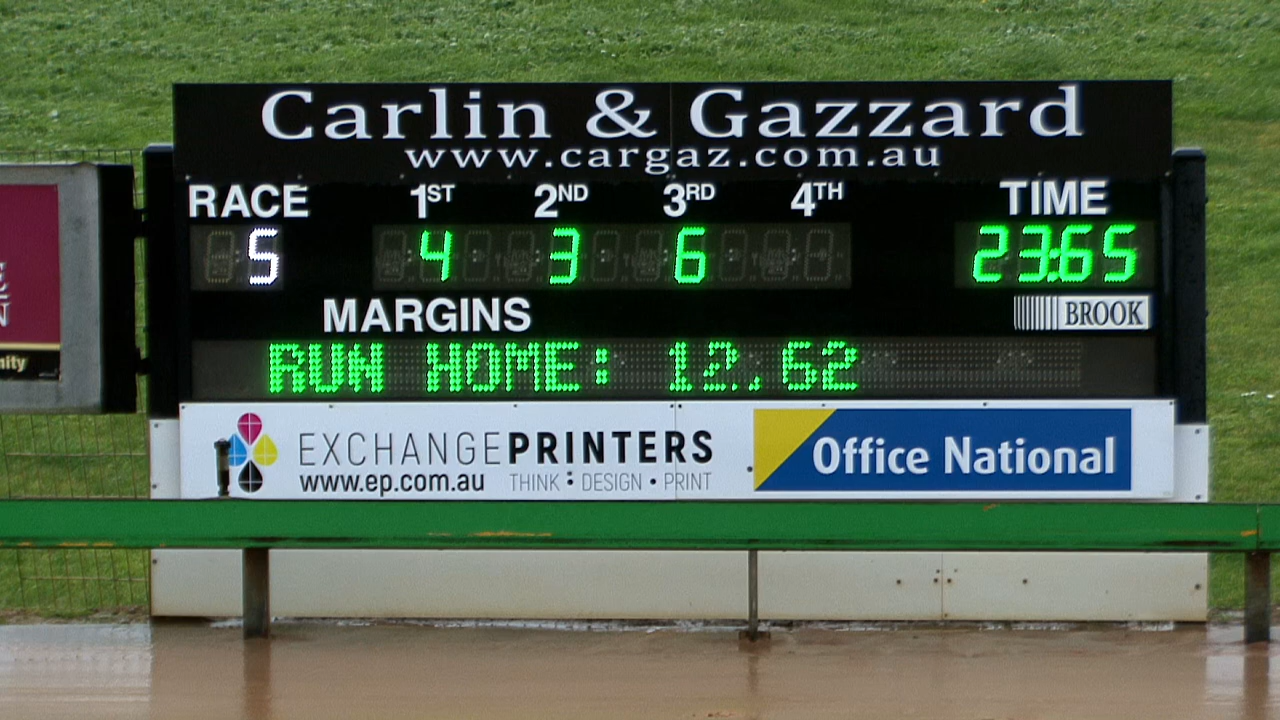 Carlin & Gazzard
www.cargaz.com.au
RACE 1ST 2ND 3RD 4TH TIME
5 4 3 6 23:65
MARGINS
BROOK
RUN HOME: 12.62
EXCHANGEPRINTERS
www.ep.com.au THINK : DESIGN • PRINT
Office National
E
N
nity